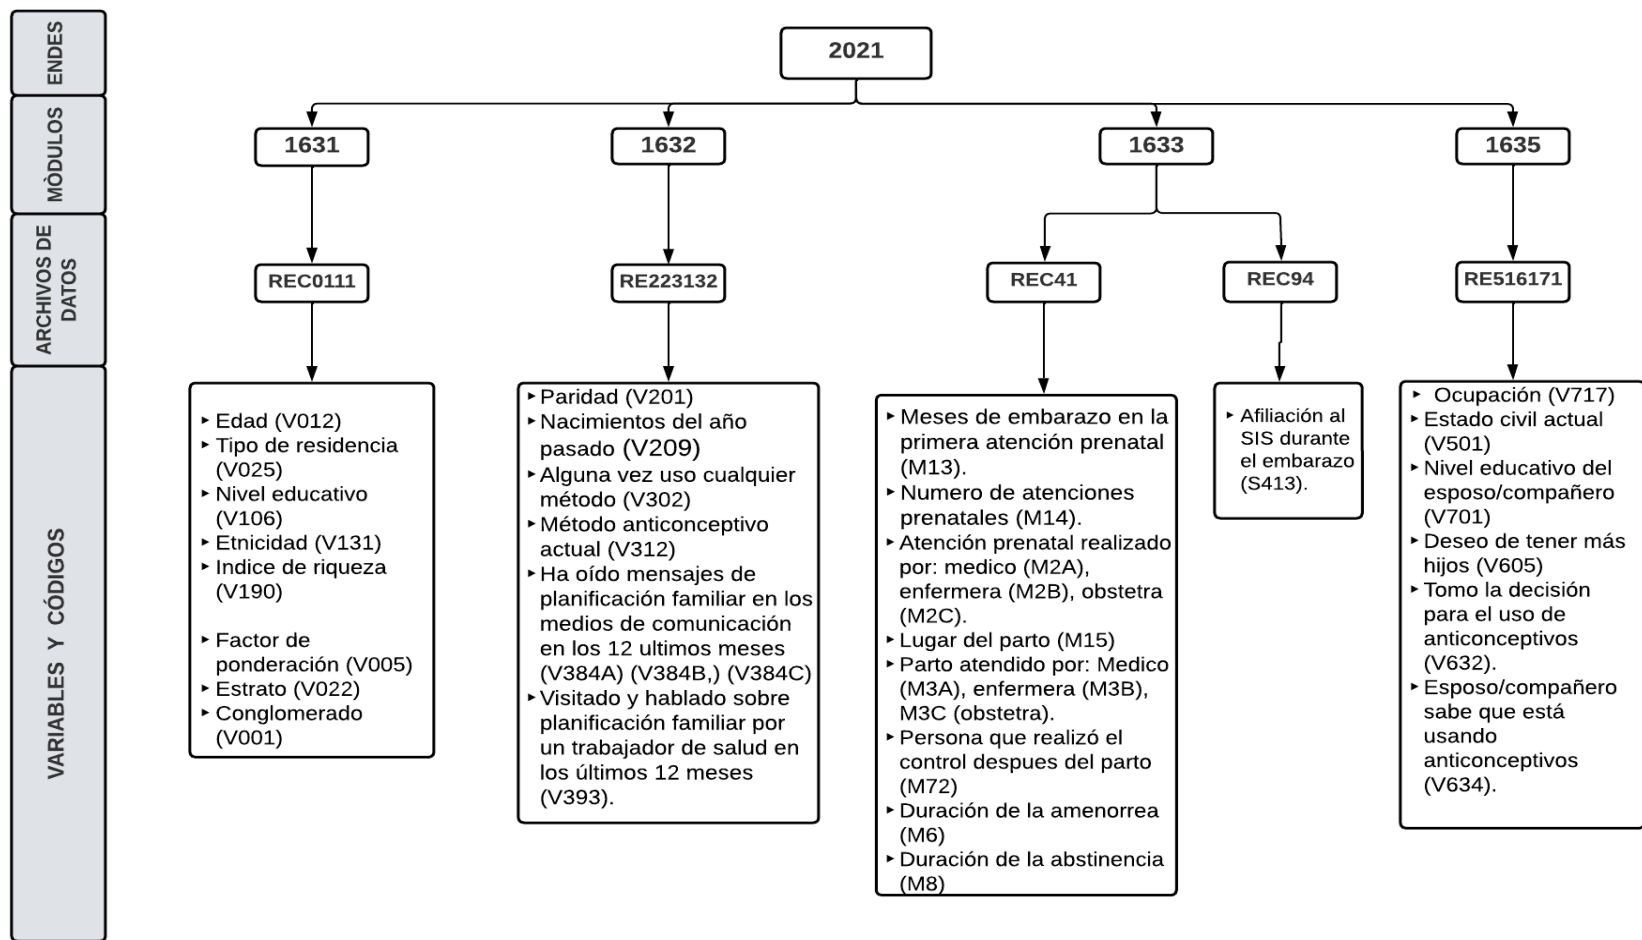 ENDES
2021
MÒDULOS
1631
1632
1633
1635
ARCHIVOS DE
DATOS
REC0111
RE223132
REC41
REC94
RE516171
VARIABLES Y CÓDIGOS
‣ Edad (V012)
‣ Tipo de residencia
(V025)
‣ Nivel educativo
(V106)
‣ Etnicidad (V131)
‣ Indice de riqueza
(V190)
‣ Factor de
ponderación (V005)
‣ Estrato (V022)
‣ Conglomerado
(V001)
‣ Paridad (V201)
‣ Nacimientos del año
pasado (V209)
‣ Alguna vez uso cualquier
método (V302)
‣ Método anticonceptivo
actual (V312)
‣ Ha oído mensajes de
planificación familiar en los
medios de comunicación
en los 12 ultimos meses
(V384A) (V384B,) (V384C)
‣ Visitado y hablado sobre
planificación familiar por
un trabajador de salud en
los últimos 12 meses
(V393).
‣ Meses de embarazo en la
primera atención prenatal
(M13).
‣ Numero de atenciones
prenatales (M14).
‣ Atención prenatal realizado
por: medico (M2A),
enfermera (M2B), obstetra
(M2C).
‣ Lugar del parto (M15)
‣ Parto atendido por: Medico
(M3A), enfermera (M3B),
M3C (obstetra).
‣ Persona que realizó el
control despues del parto
(M72)
‣ Duración de la amenorrea
(M6)
‣ Duración de la abstinencia
(M8)
‣ Afiliación al
SIS durante
el embarazo
(S413).
‣ Ocupación (V717)
‣ Estado civil actual
(V501)
‣ Nivel educativo del
esposo/compañero
(V701)
‣ Deseo de tener más
hijos (V605)
‣ Tomo la decisión
para el uso de
anticonceptivos
(V632).
‣ Esposo/compañero
sabe que está
usando
anticonceptivos
(V634).